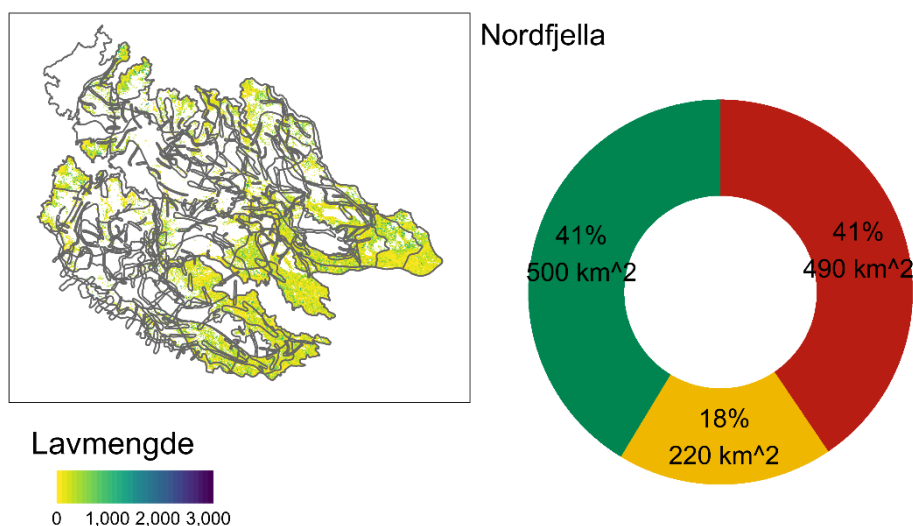 Nordfjella
41%
500 km^2
41%
490 km^2
18%
220 km^2
Lavmengde
0 1,000 2,000 3,000